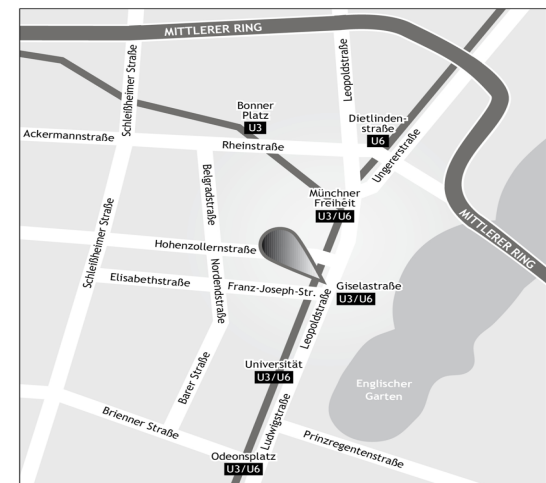 MITTLERER RING
Schleißheimer Straße
Leopoldstraße
Bonner
Platz
U3
Dietlinden-
straße
U6
Ackermannstraße
Rheinstraße
Ungererstraße
Belgradstraße
Münchner
Freiheit
U3/U6
MITTLERER RING
Hohenzollernstraße
Schleißheimer Straße
Nordendstraße
Elisabethstraße
Franz-Joseph-Str.
Giselastraße
U3/U6
Leopoldstraße
Universität
U3/U6
Barer Straße
Englischer
Garten
Brienner Straße
Ludwigstraße
Prinzregentenstraße
Odeonsplatz
U3/U6